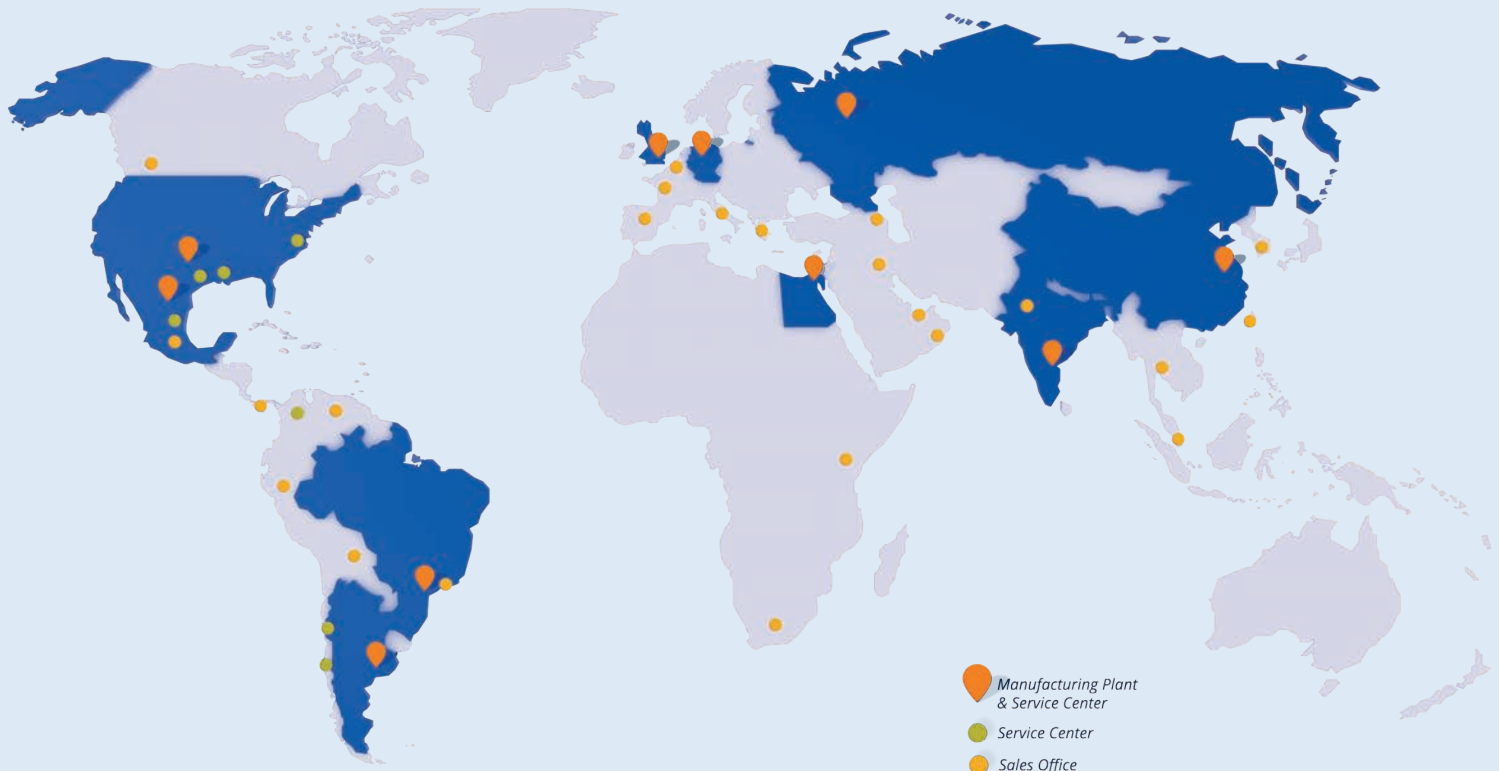 Manufacturing Plant
& Service Center
Service Center
Sales Office